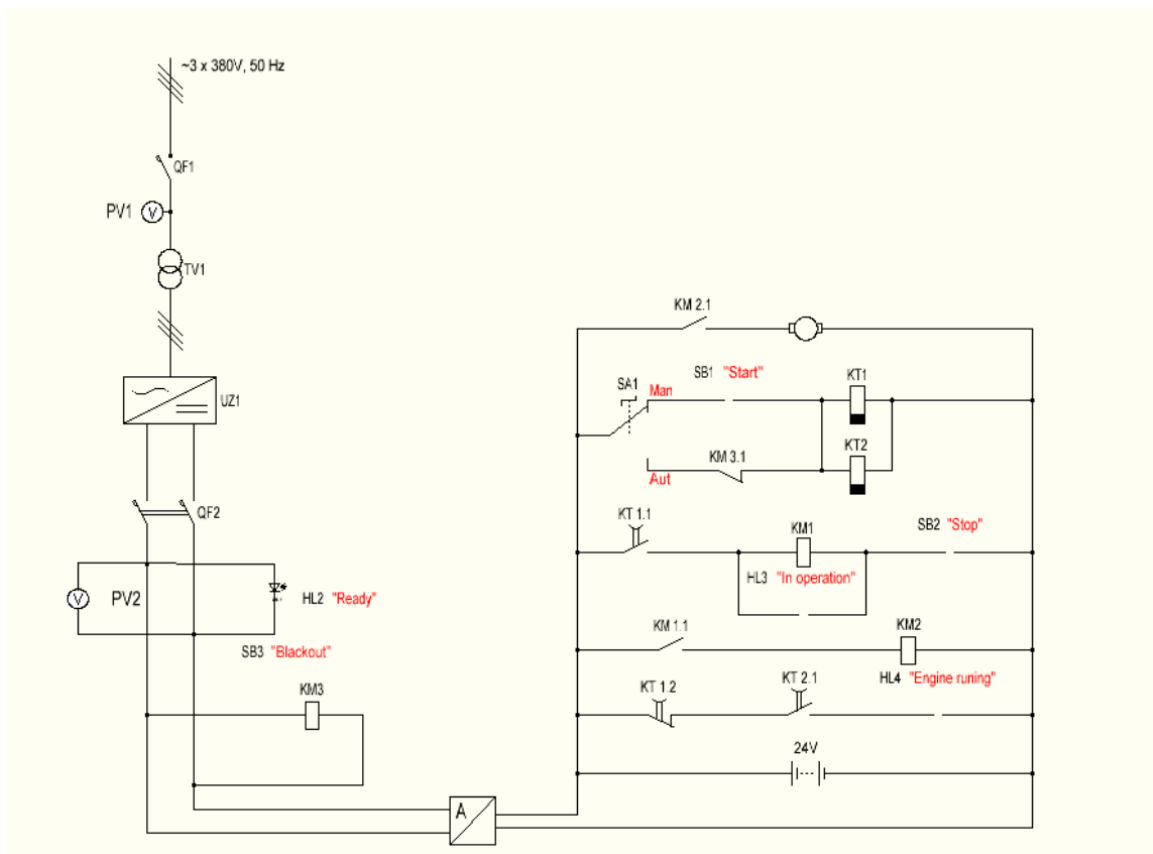 ~3 x 380V, 50 Hz
QF1
PV1 V
TV1
UZ1
QF2
V PV2
HL2 "Ready"
SB3 "Blackout"
KM3
A
KM 2.1
SB1 "Start"
SA1
Man
KT1
KM 3.1
KT2
Aut
KT 1.1
KM1
SB2 "Stop"
HL3 "In operation"
KM 1.1
KM2
HL4 "Engine runing"
KT 1.2
KT 2.1
24V